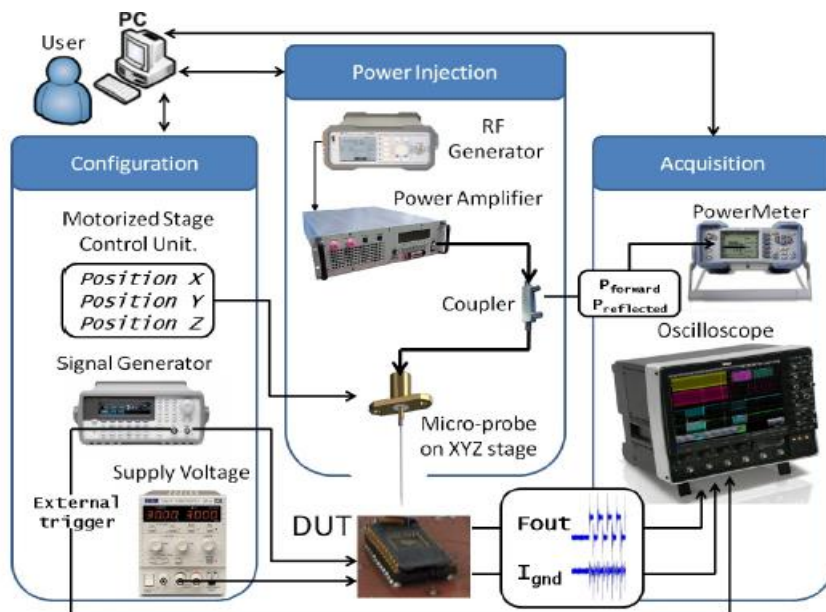 PC
User
Power Injection
RF
Generator
Power Amplifier
Coupler
Micro-probe
on XYZ stage
Configuration
Motorized Stage
Control Unit.
Position X
Position Y
Position Z
Signal Generator
Supply Voltage
External
trigger
DUT
Acquisition
PowerMeter
Pforward
Preflected
Oscilloscope
Fout
Ignd